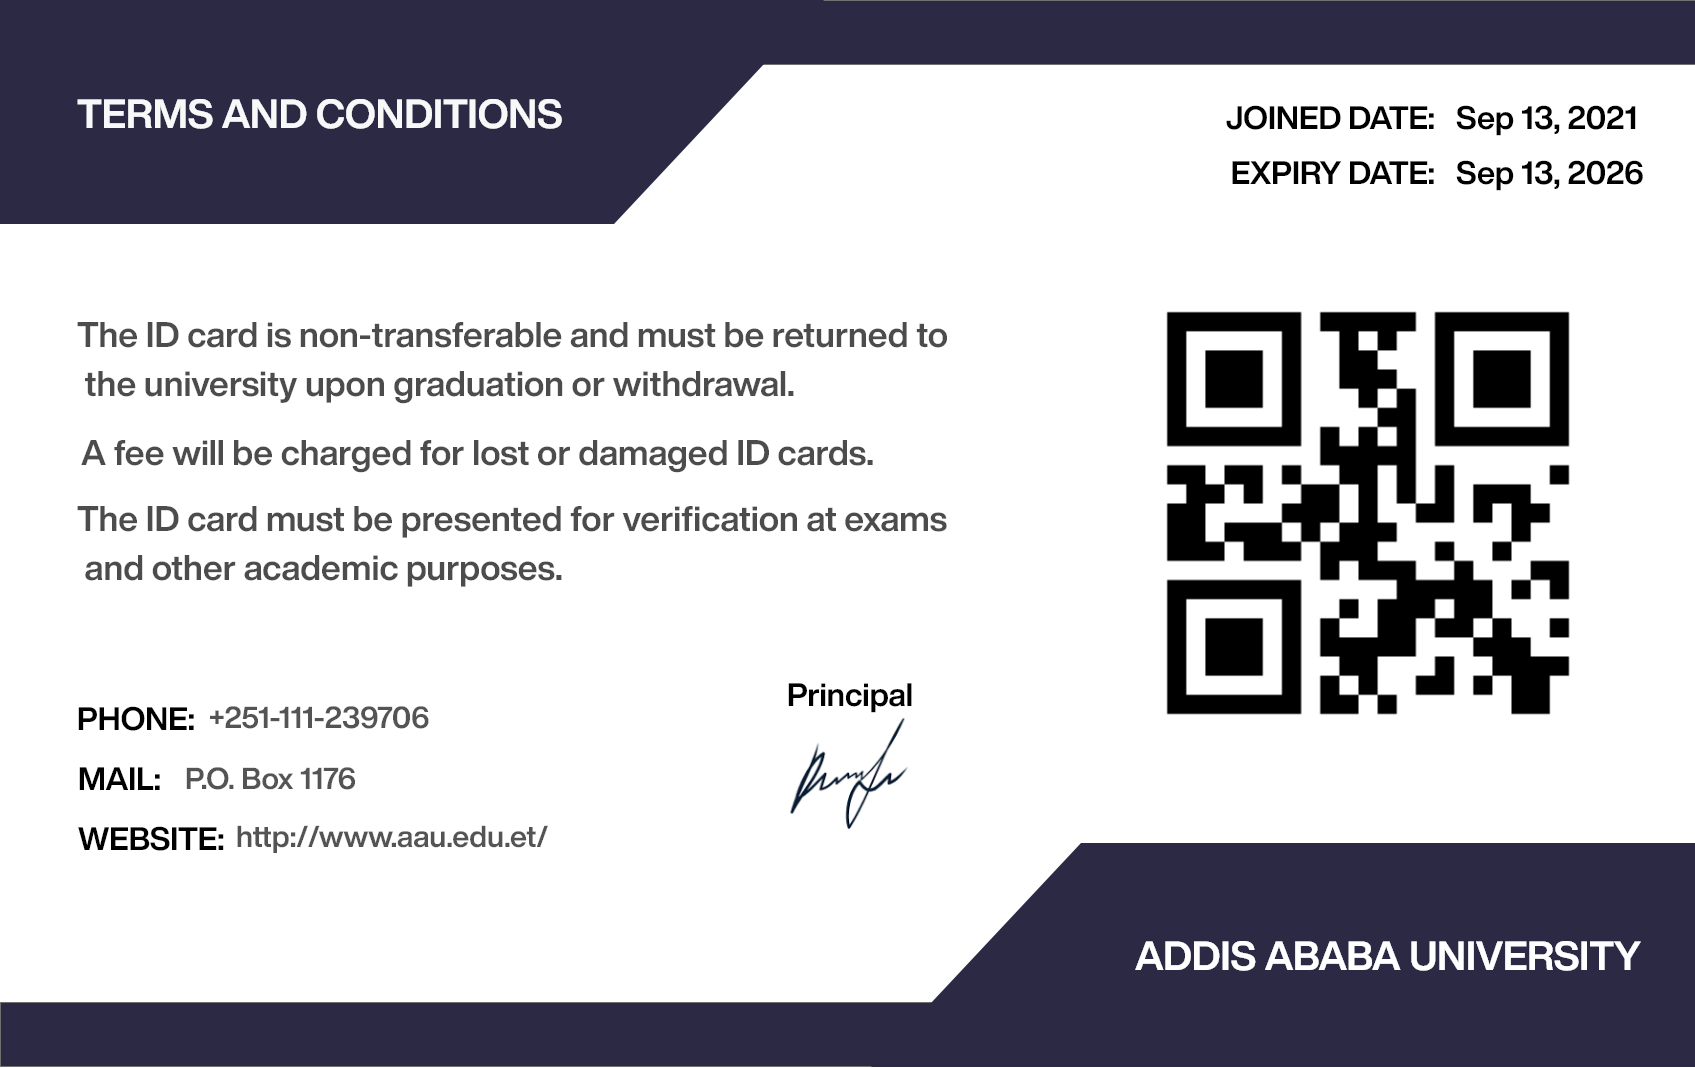 TERMS AND CONDITIONS
JOINED DATE: Sep 13, 2021
EXPIRY DATE: Sep 13, 2026
The ID card is non-transferable and must be returned to
the university upon graduation or withdrawal.
A fee will be charged for lost or damaged ID cards.
The ID card must be presented for verification at exams
and other academic purposes.
PHONE: +251-111-239706
MAIL: P.O. Box 1176
WEBSITE: http://www.aau.edu.et/
Principal
ADDIS ABABA UNIVERSITY